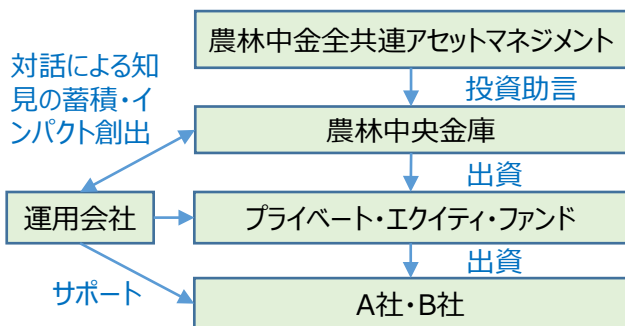 農林中金全共連アセットマネジメント
対話による知
見の蓄積・イ
ンパクト創出
投資助言
農林中央金庫
出資
運用会社
プライベート・エクイティ・ファンド
出資
サポート
A社・B社